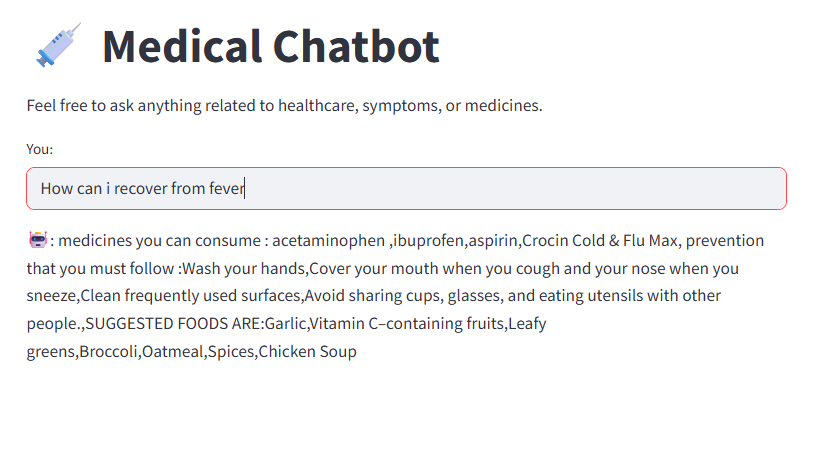 Medical Chatbot
Feel free to ask anything related to healthcare, symptoms, or medicines.
You:
How can i recover from fever
: medicines you can consume : acetaminophen ,ibuprofen,aspirin,Crocin Cold & Flu Max, prevention
that you must follow :Wash your hands,Cover your mouth when you cough and your nose when you
sneeze,Clean frequently used surfaces,Avoid sharing cups, glasses, and eating utensils with other
people.,SUGGESTED FOODS ARE:Garlic,Vitamin C–containing fruits,Leafy
greens,Broccoli,Oatmeal,Spices,Chicken Soup